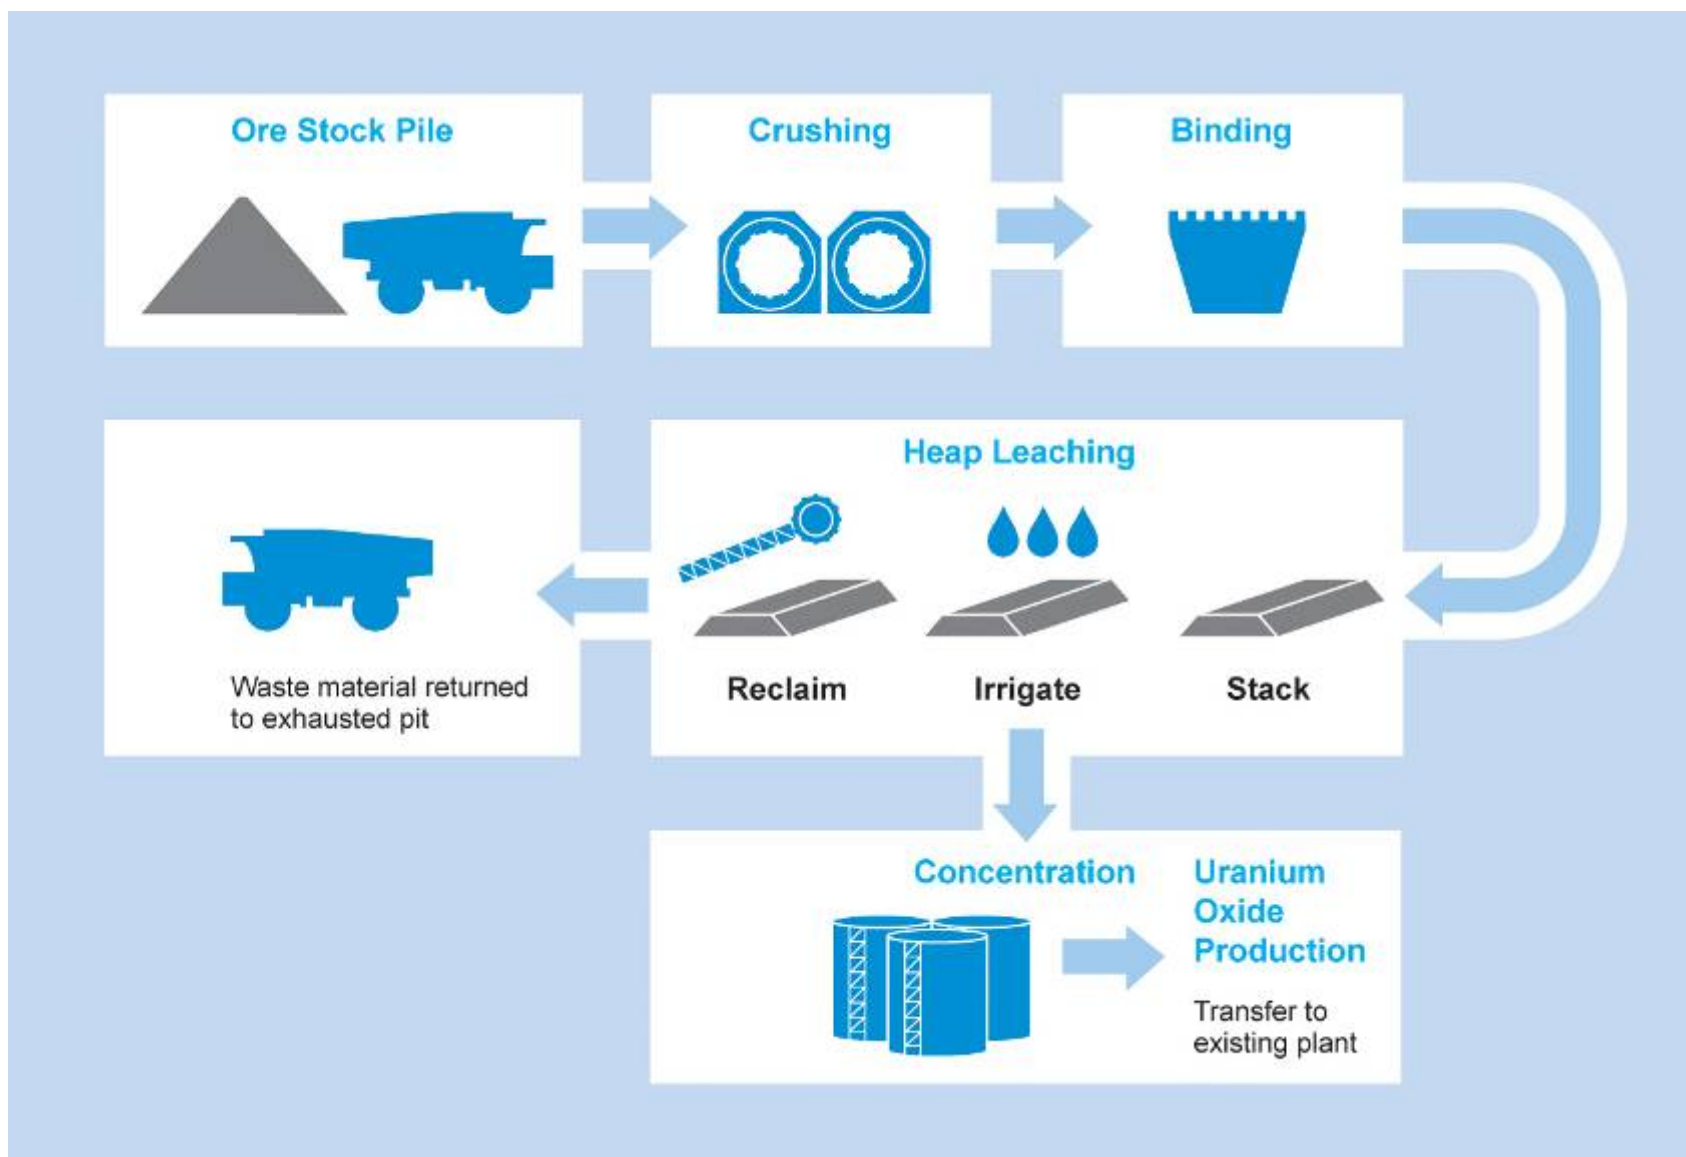 Ore Stock Pile
Crushing
Binding
Heap Leaching
Reclaim
Irrigate
Stack
Waste material returned
to exhausted pit
Concentration
Uranium
Oxide
Production
Transfer to
existing plant